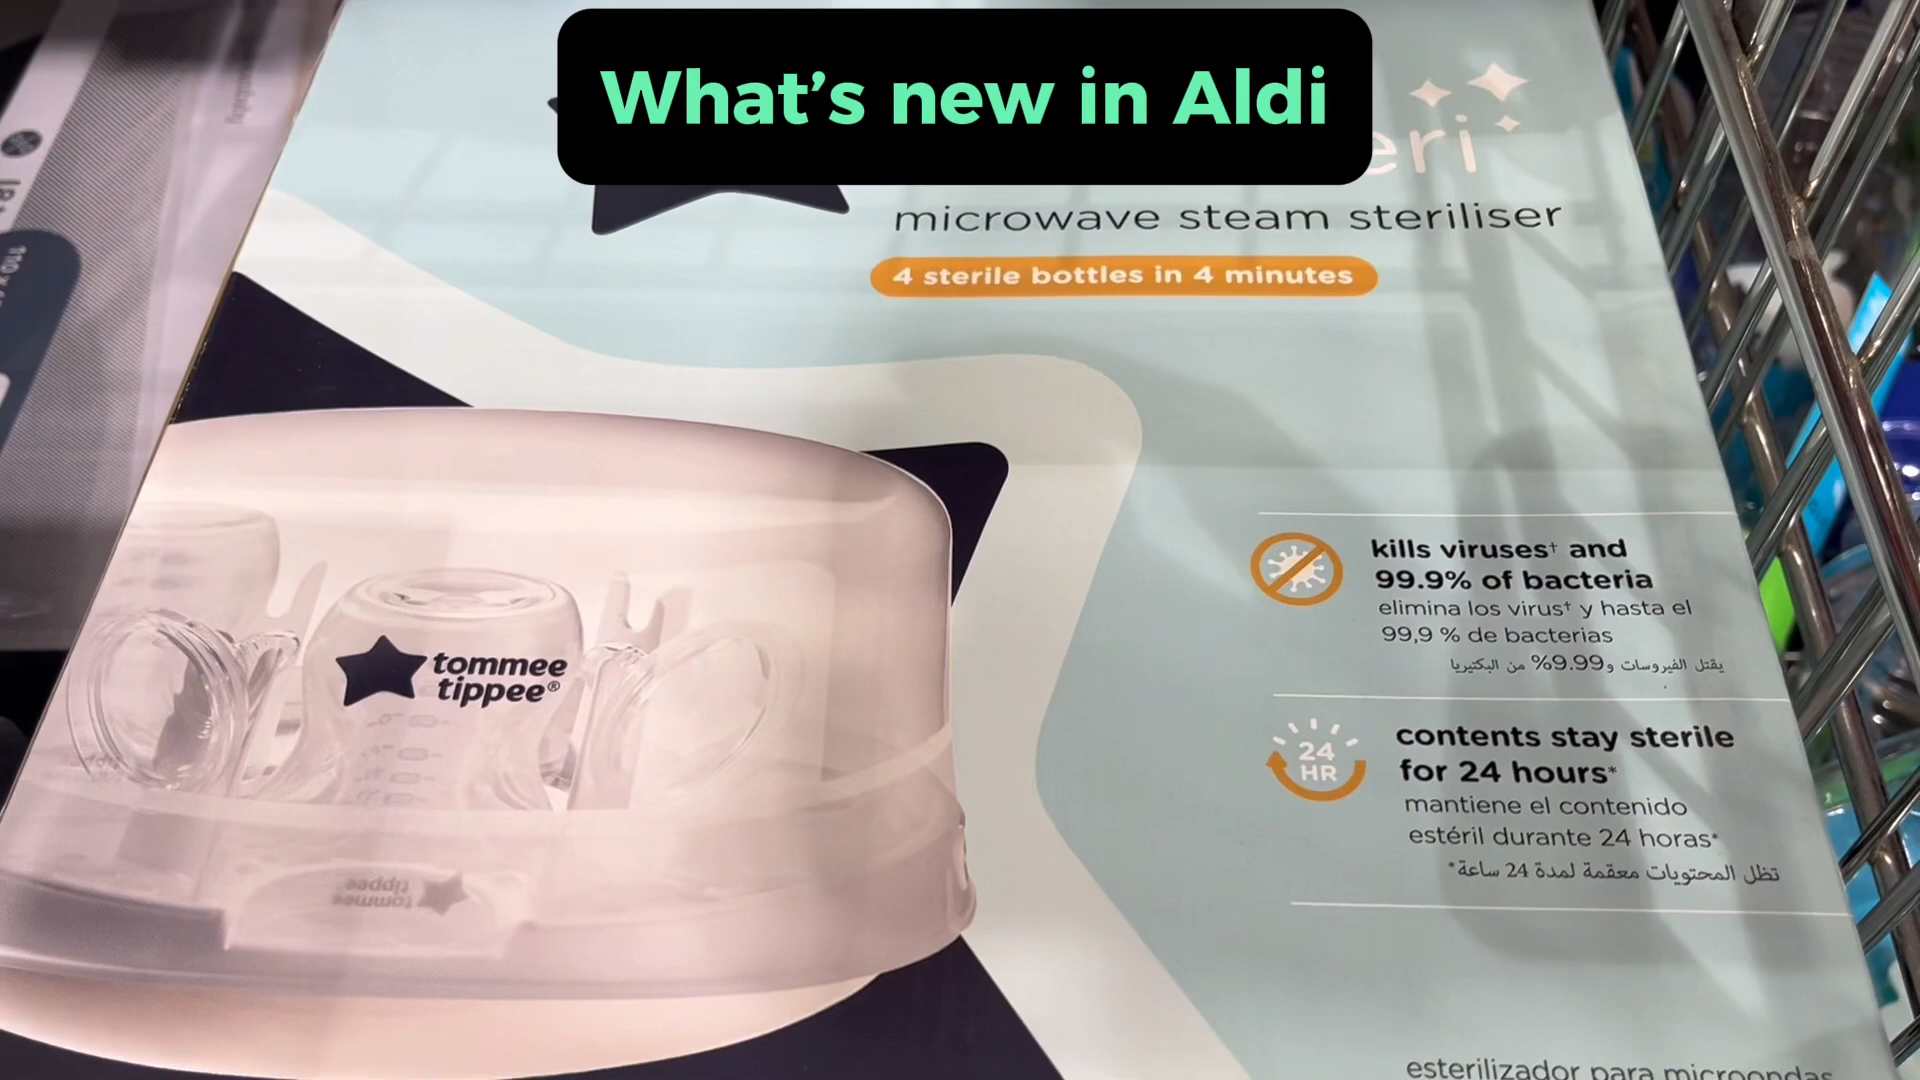 What's new in Aldi
eri
microwave steam steriliser
4 sterile bottles in 4 minutes
kills viruses† and
99.9% of bacteria
elimina los virus† y hasta el
99,9 % de bacterias
يقتل الفيروسات و9.99% من البكتيريا
tommee
tippee®
24
HR
contents stay sterile
for 24 hours*
mantiene el contenido
estéril durante 24 horas*
تظل المحتويات معقمة لمدة 24 ساعة*
tommee
tippee
esterilizador para microondas